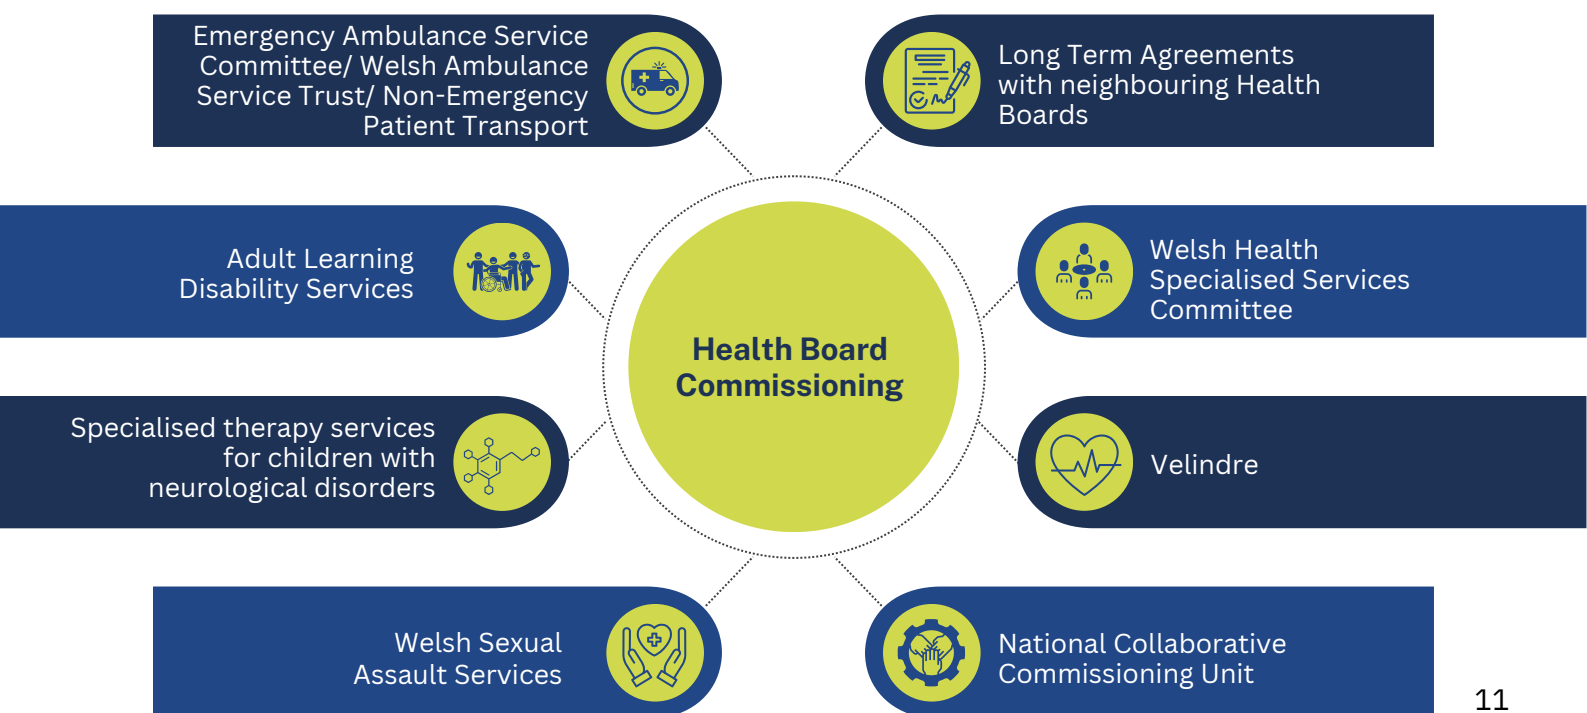 Emergency Ambulance Service
Committee/ Welsh Ambulance
Service Trust/ Non-Emergency
Patient Transport
Long Term Agreements
with neighbouring Health
Boards
Adult Learning
Disability Services
Welsh Health
Specialised Services
Committee
Health Board
Commissioning
Specialised therapy services
for children with
neurological disorders
Velindre
Welsh Sexual
Assault Services
National Collaborative
Commissioning Unit
11